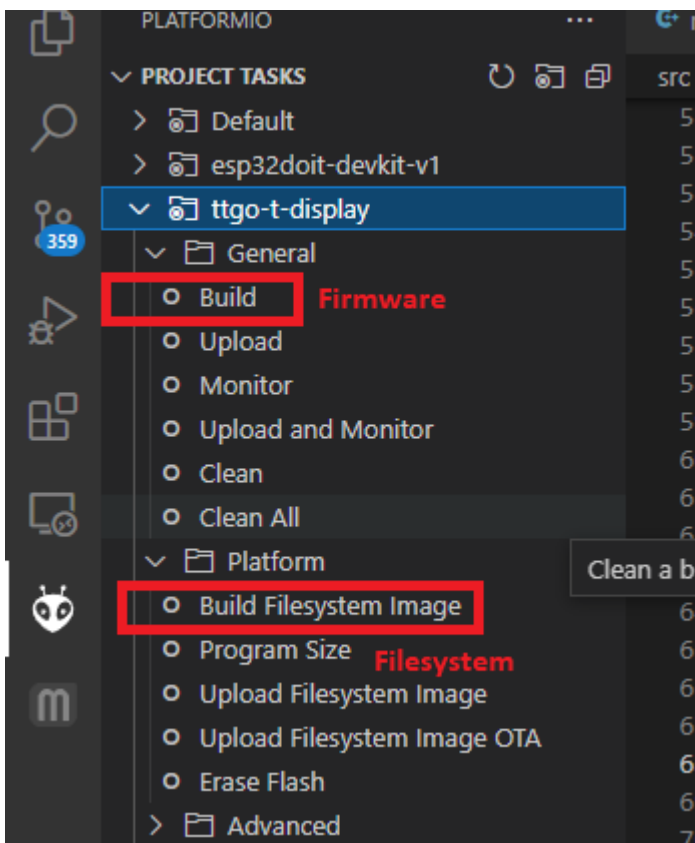 PLATFORMIO
PROJECT TASKS
src
Default
esp32doit-devkit-v1
ttgo-t-display
359
General
Build Firmware
Upload
Monitor
Upload and Monitor
Clean
Clean All
Platform
Clean a b
Build Filesystem Image
Program Size
Filesystem
Upload Filesystem Image
Upload Filesystem Image OTA
Erase Flash
Advanced